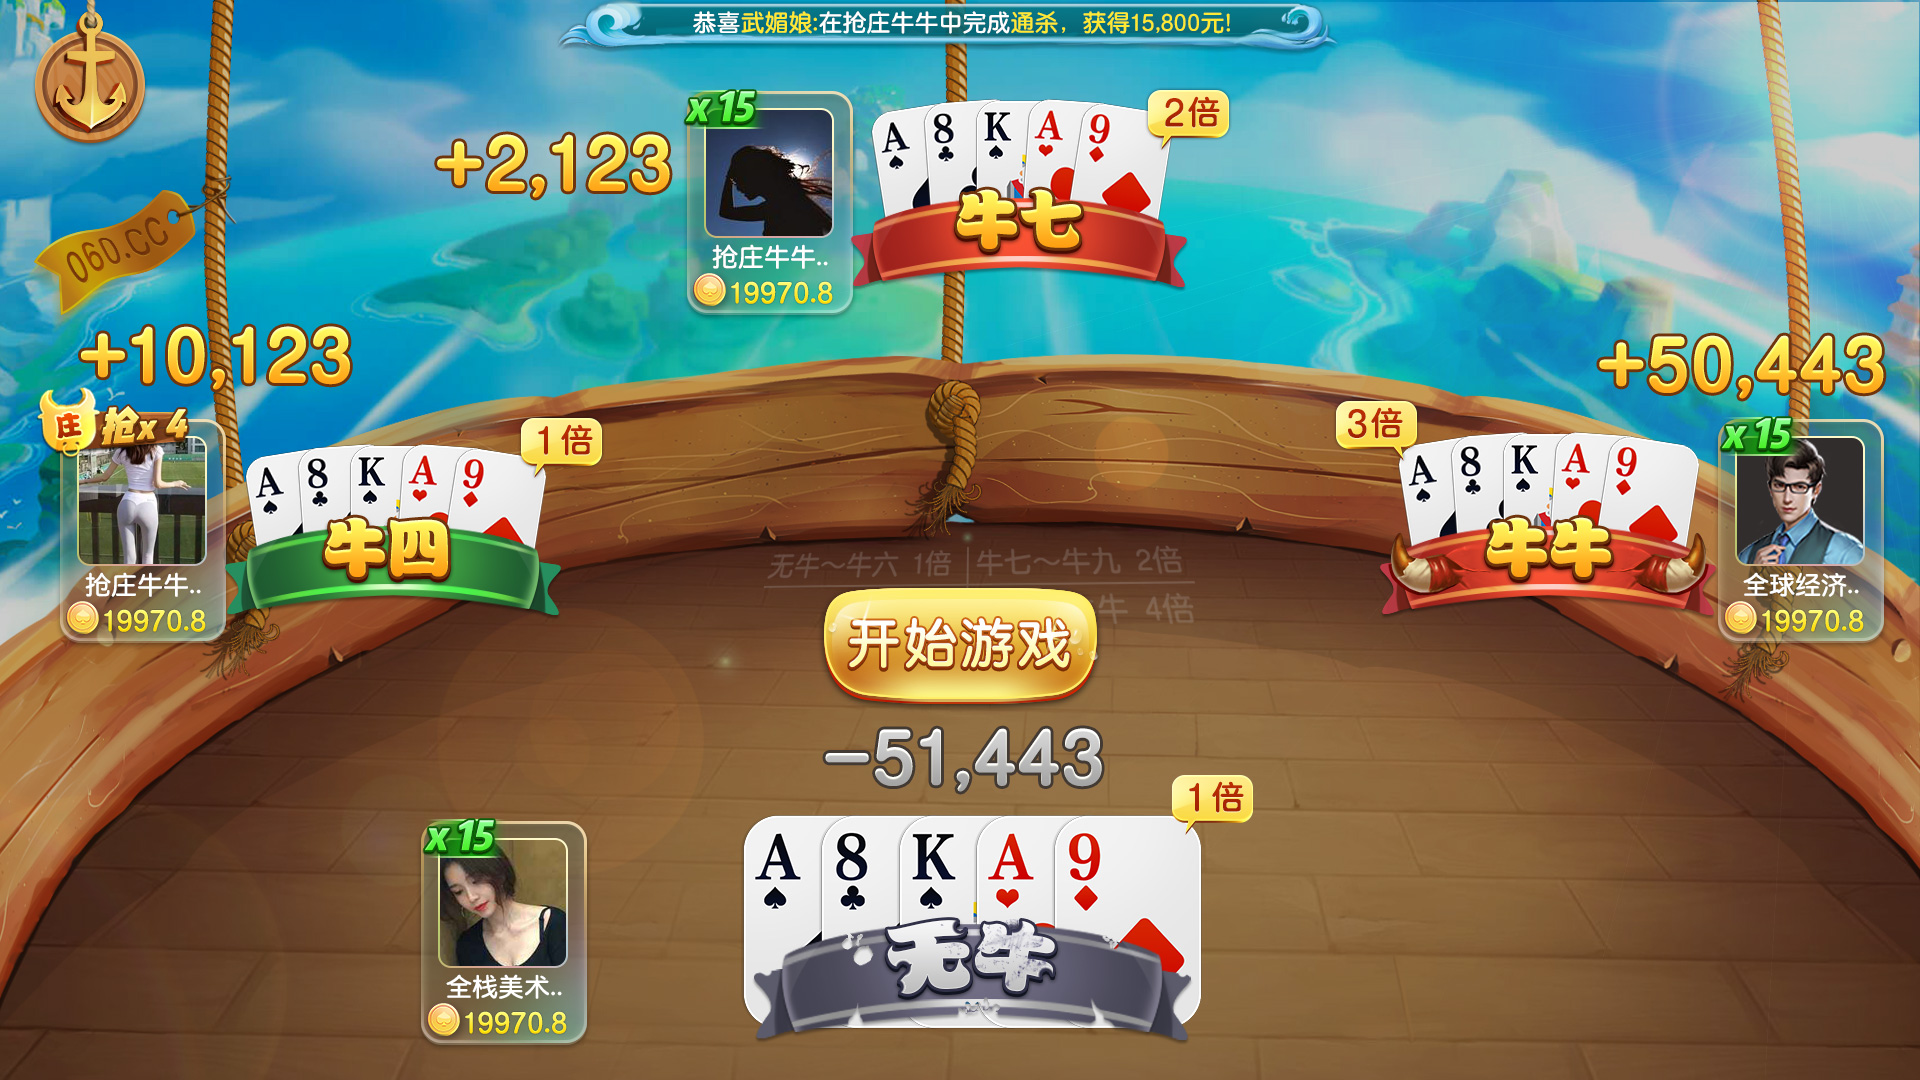 恭喜武媚娘:在抢庄牛牛中完成通杀，获得15,800元!
060.CC
+2,123
x 15
抢庄牛牛..
19970.8
A 8 K A 9
2倍
牛七
+10,123
庄 抢x 4
抢庄牛牛..
19970.8
A 8 K A 9
1倍
牛四
+50,443
3倍
A 8 K A 9
牛牛
x 15
全球经济..
19970.8
无牛～牛六 1倍 | 牛七～牛九 2倍
牛 4倍
开始游戏
-51,443
x 15
全栈美术..
19970.8
1倍
A 8 K A 9
无牛